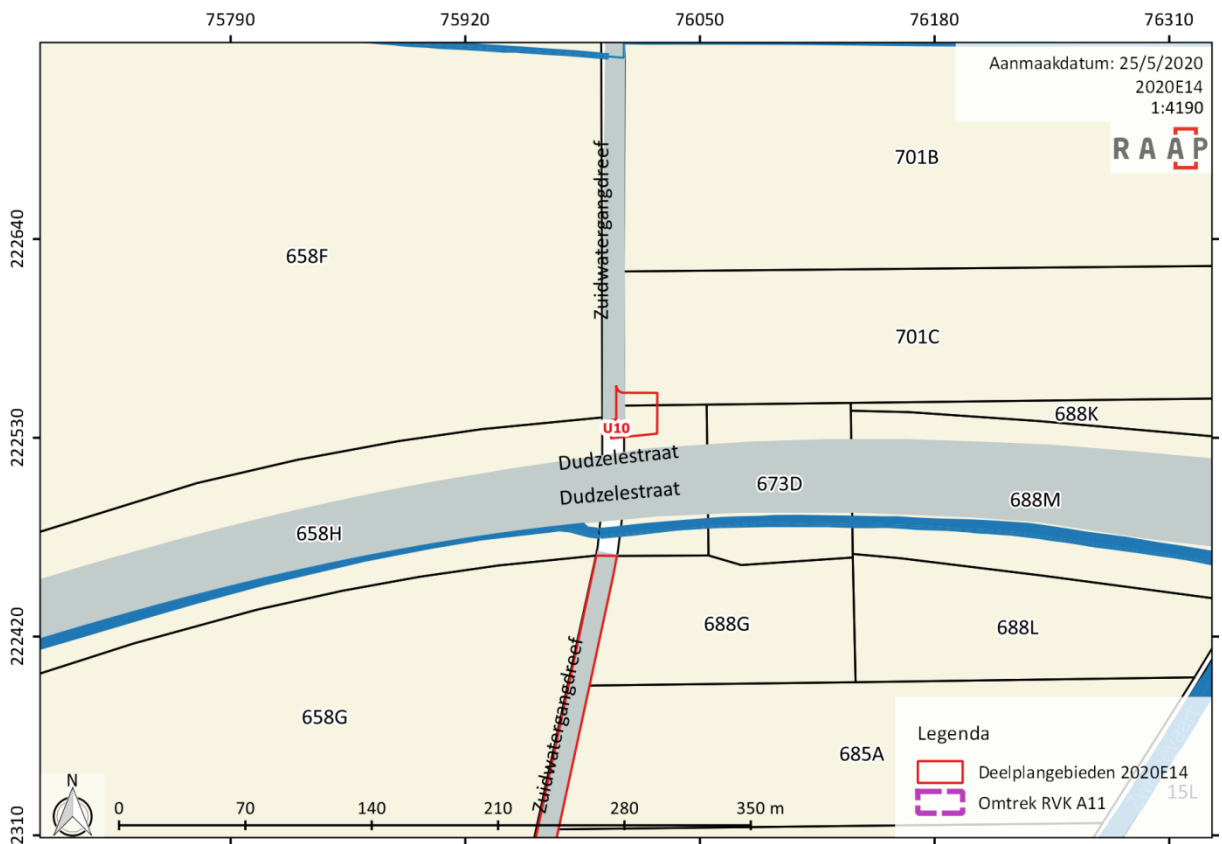 75790 75920 76050 76180 76310
Aanmaakdatum: 25/5/2020
2020E14
1:4190
RAAP
701B
Zuidwatergangdreef
222640
658F
701C
688K
222530
U10
Dudzelestraat
673D
Dudzelestraat
688M
658H
222420
688G
688L
Zuidwatergangdreef
658G
685A
Legenda
Deelplangebieden 2020E14
Omtrek RVK A11
15L
N
0 70 140 210 280 350 m
2310